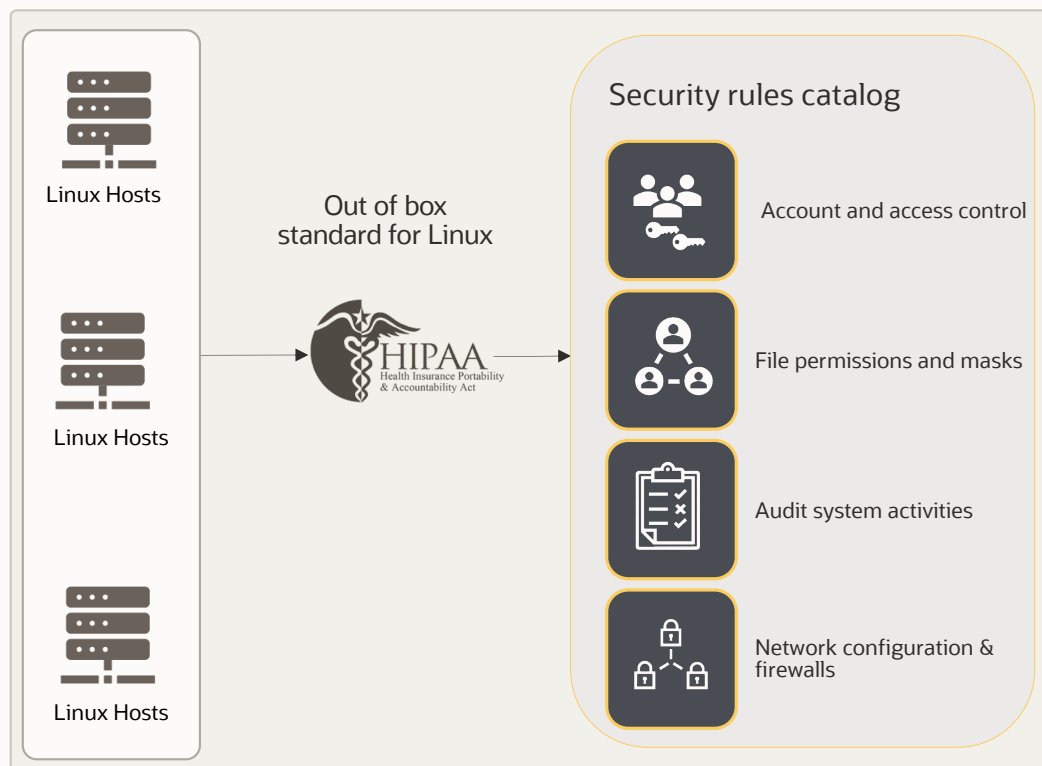 Linux Hosts
Linux Hosts
Linux Hosts
Out of box
standard for Linux
HIPAA
Health Insurance Portability
& Accountability Act
Security rules catalog
Account and access control
File permissions and masks
Audit system activities
Network configuration &
firewalls